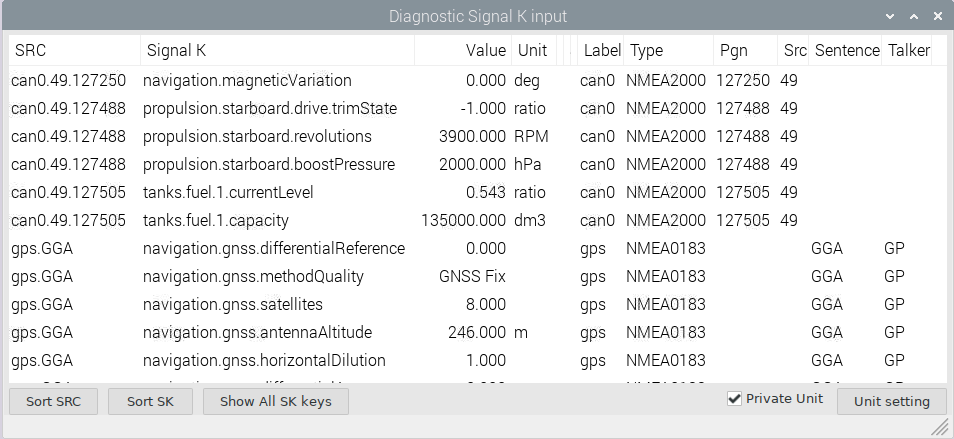 Diagnostic Signal K input
SRC Signal K Value Unit Label Type Pgn Src Sentence Talker
can0.49.127250 navigation.magneticVariation 0.000 deg can0 NMEA2000 127250 49
can0.49.127488 propulsion.starboard.drive.trimState -1.000 ratio can0 NMEA2000 127488 49
can0.49.127488 propulsion.starboard.revolutions 3900.000 RPM can0 NMEA2000 127488 49
can0.49.127488 propulsion.starboard.boostPressure 2000.000 hPa can0 NMEA2000 127488 49
can0.49.127505 tanks.fuel.1.currentLevel 0.543 ratio can0 NMEA2000 127505 49
can0.49.127505 tanks.fuel.1.capacity 135000.000 dm3 can0 NMEA2000 127505 49
gps.GGA navigation.gnss.differentialReference 0.000 gps NMEA0183 GGA GP
gps.GGA navigation.gnss.methodQuality GNSS Fix gps NMEA0183 GGA GP
gps.GGA navigation.gnss.satellites 8.000 gps NMEA0183 GGA GP
gps.GGA navigation.gnss.antennaAltitude 246.000 m gps NMEA0183 GGA GP
gps.GGA navigation.gnss.horizontalDilution 1.000 gps NMEA0183 GGA GP
Sort SRC Sort SK Show All SK keys Private Unit Unit setting